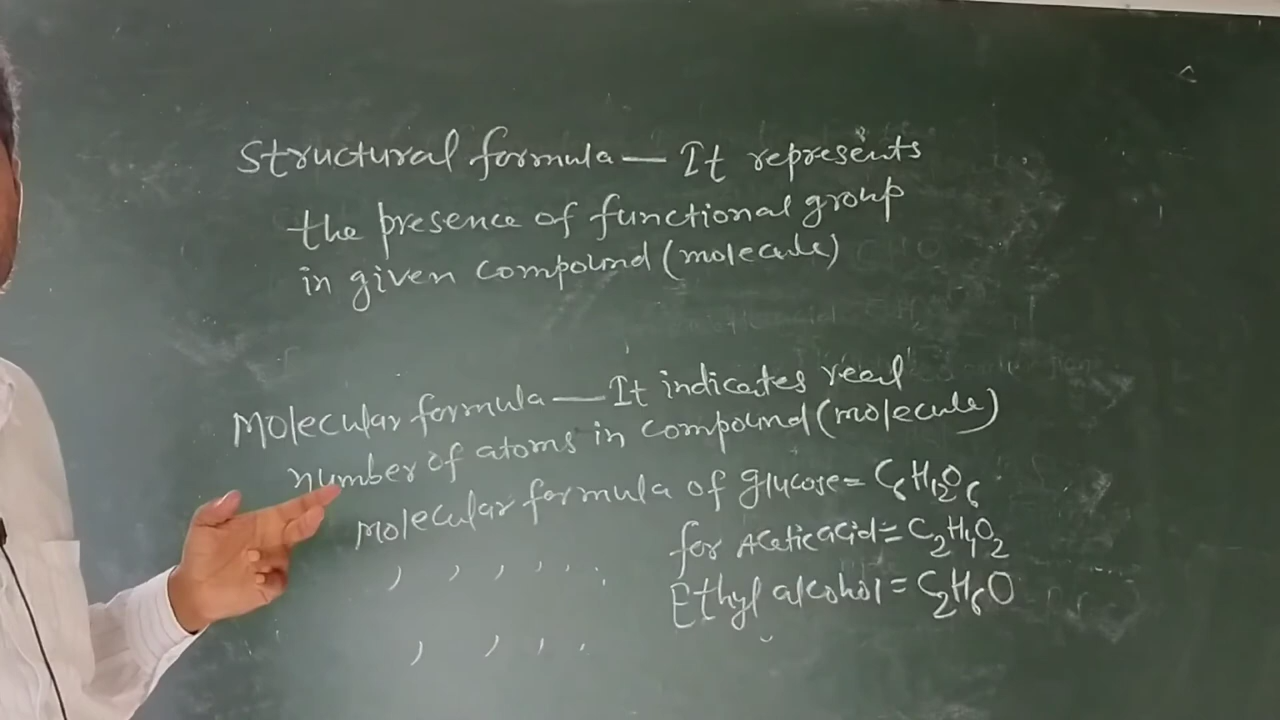 Structural formula — It represents
the presence of functional group
in given compound (molecule)
Molecular formula — It indicates real
number of atoms in compound (molecule)
Molecular formula of glucose = C₆H₁₂O₆
for Acetic acid = C₂H₄O₂
, , , , , , Ethyl alcohol = C₂H₆O
, , , ,